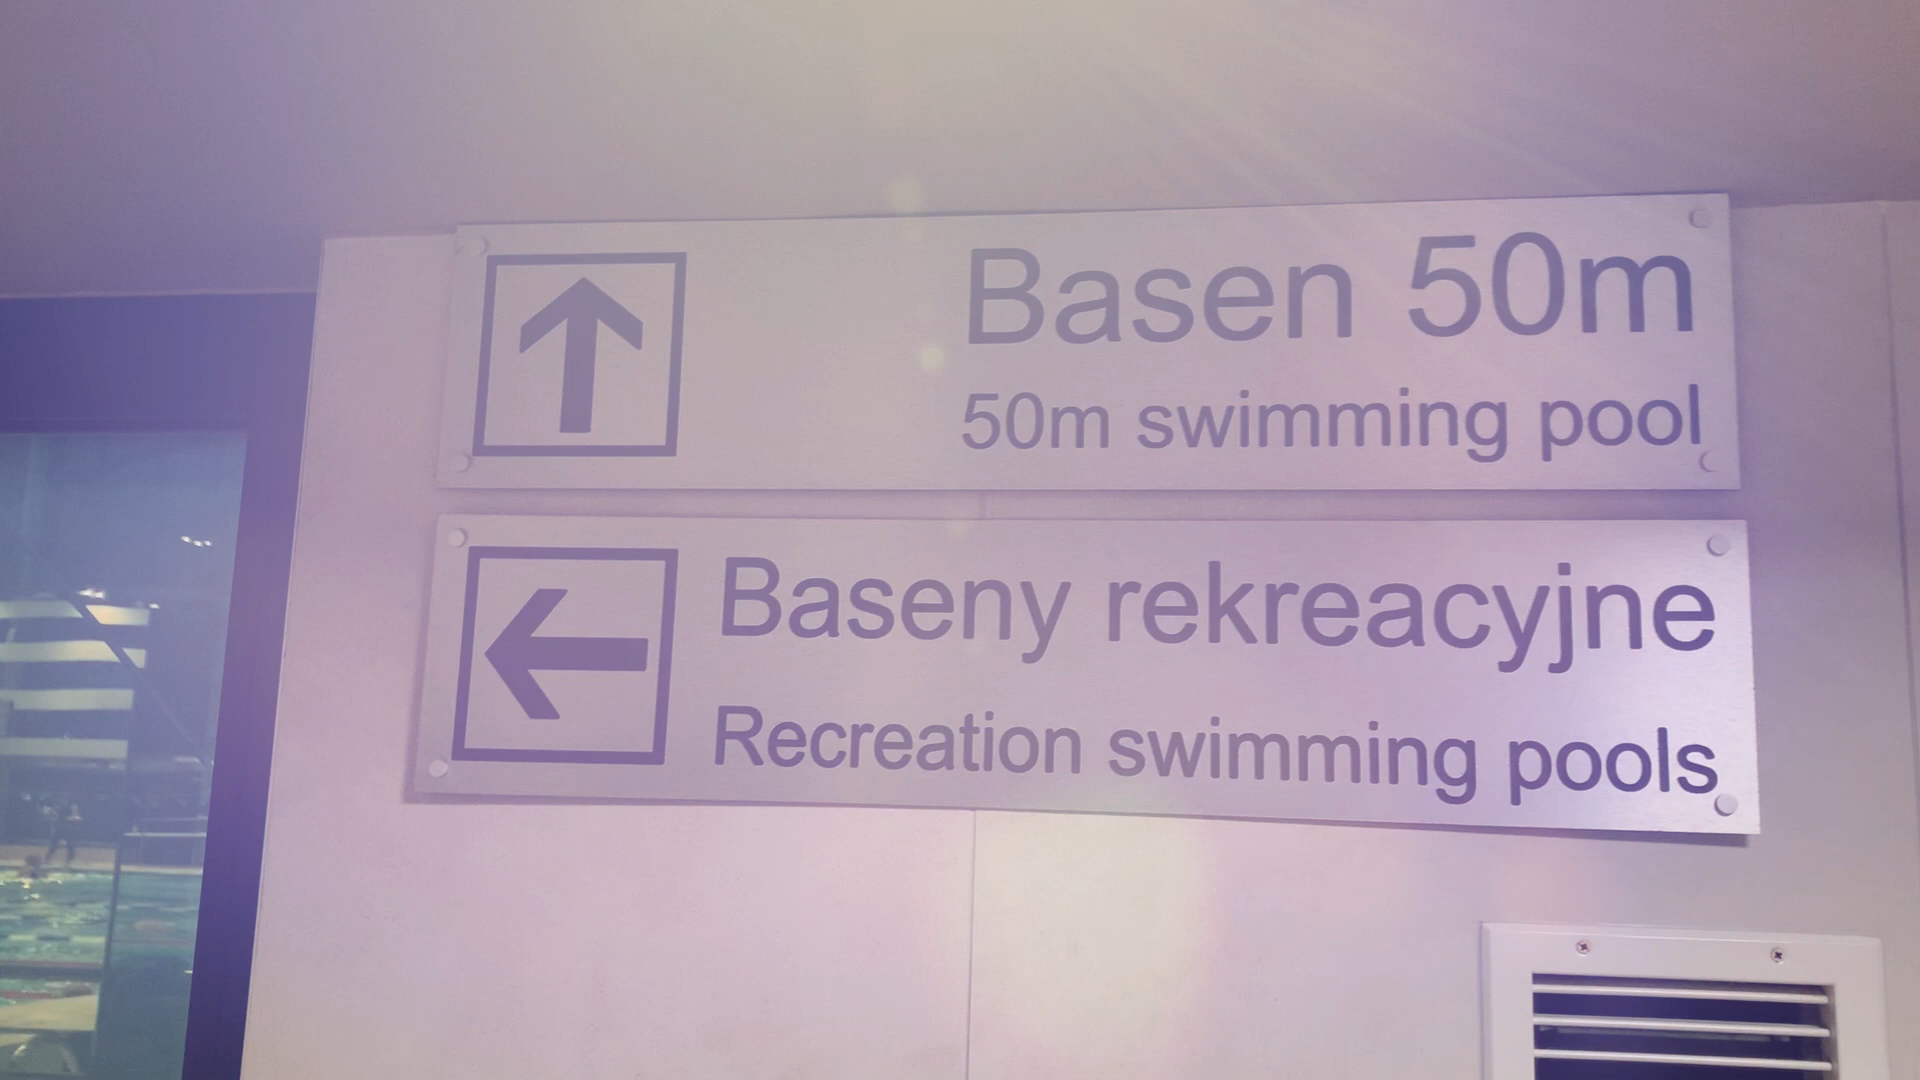 Basen 50m
50m swimming pool
Baseny rekreacyjne
Recreation swimming pools